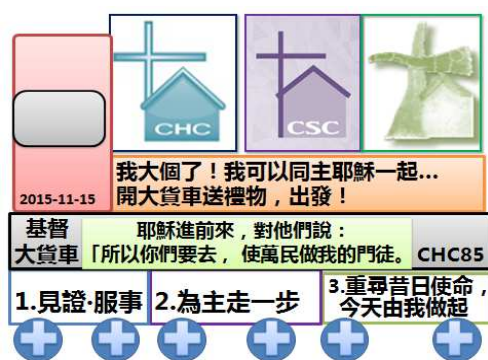 CHC
CSC
2015-11-15
我大個了！我可以同主耶穌一起...
開大貨車送禮物，出發！
基督
大貨車
耶穌進前來，對他們說：
「所以你們要去， 使萬民做我的門徒。
CHC85
1.見證·服事
2.為主走一步
3.重尋昔日使命，
今天由我做起